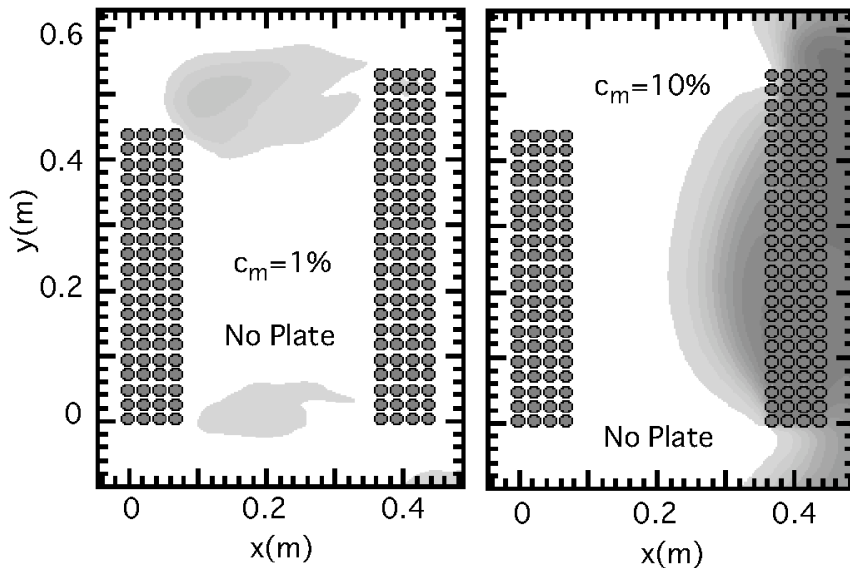 0.6
0.4
0.2
0
y(m)
c_m=1%
No Plate
0 0.2 0.4
x(m)
c_m=10%
No Plate
0 0.2 0.4
x(m)